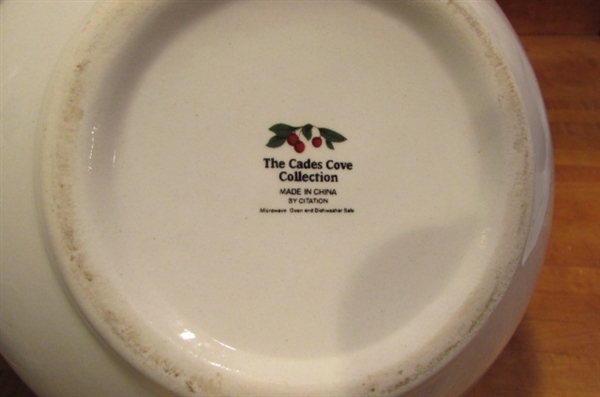 The Cades Cove
Collection
MADE IN CHINA
BY CITATION
Microwave Oven and Dishwasher Safe